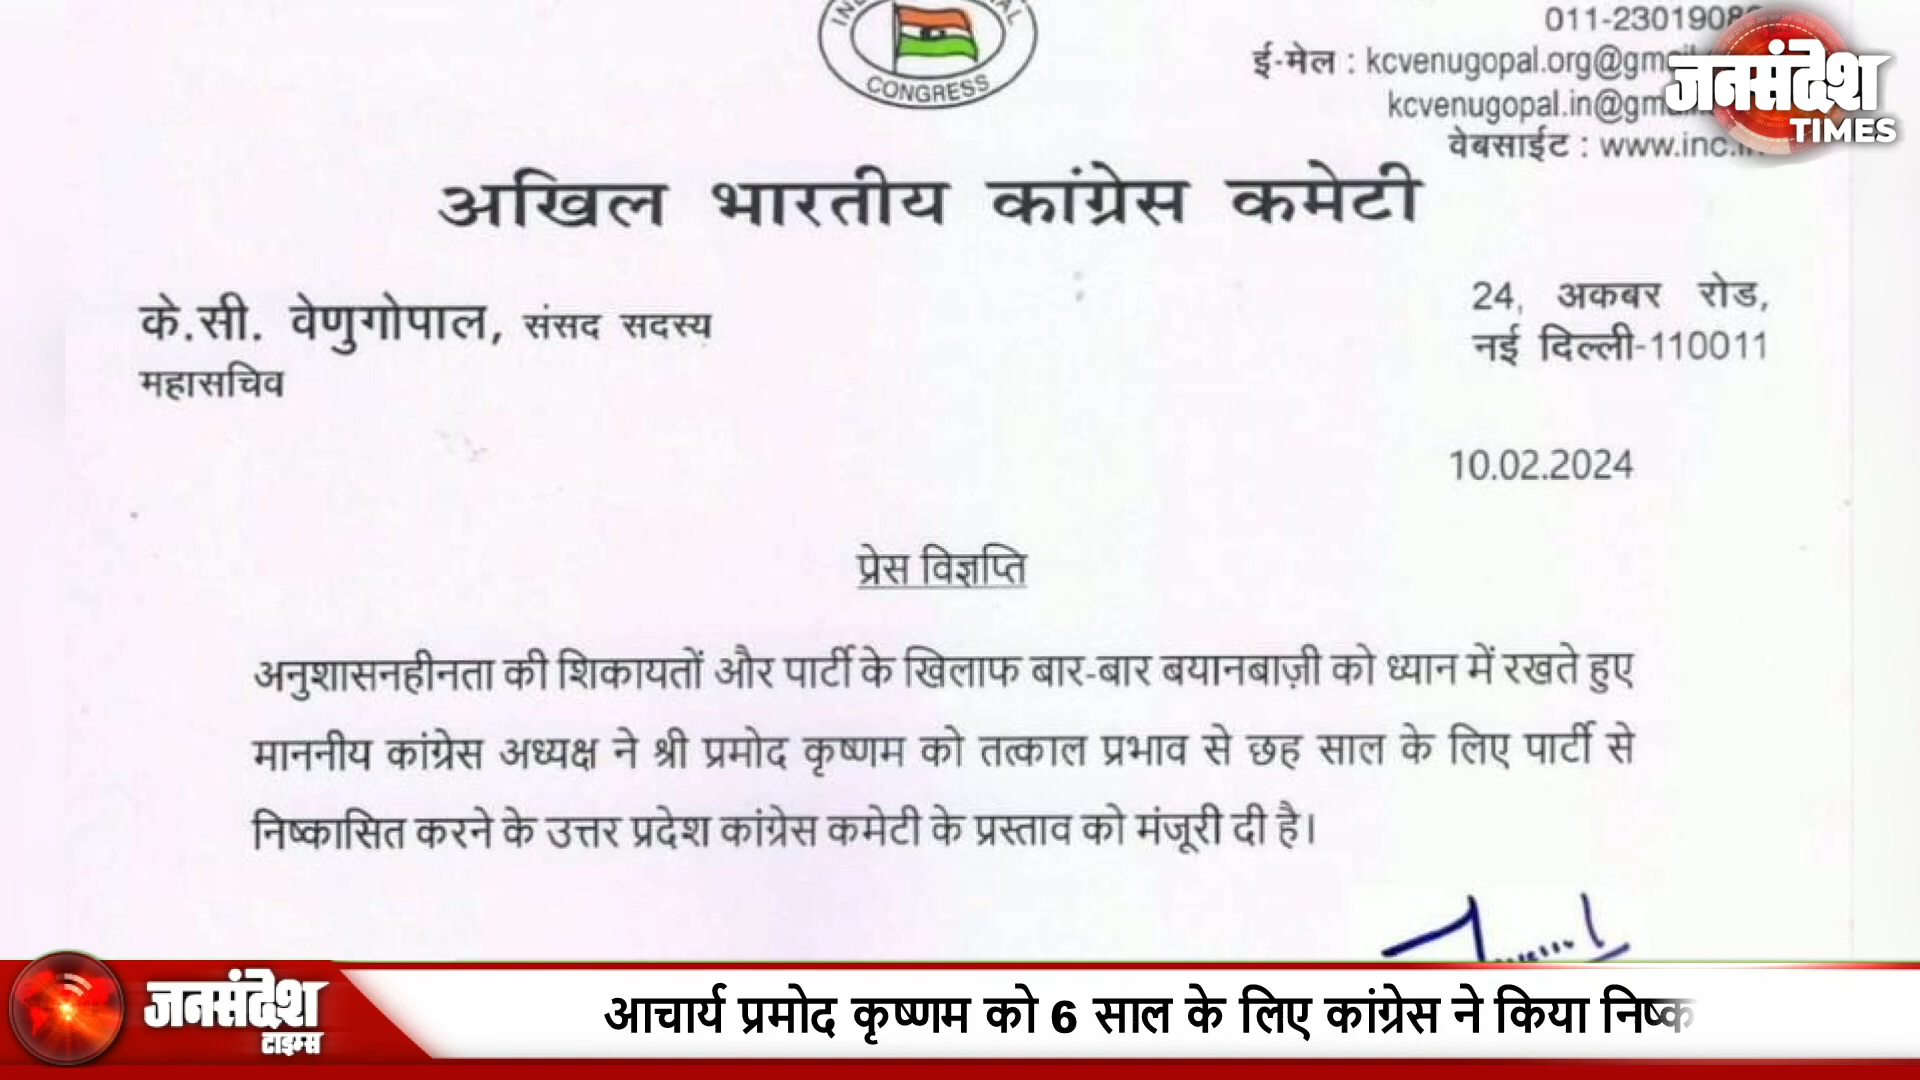 CONGRESS
ई-मेल : kcvenugopal.org@gm
kcvenugopal.in@gm
वेबसाईट : www.inc.in
जनसंदेश
TIMES
अखिल भारतीय कांग्रेस कमेटी
के.सी. वेणुगोपाल, संसद सदस्य
महासचिव
24, अकबर रोड,
नई दिल्ली-110011
10.02.2024
प्रेस विज्ञप्ति
अनुशासनहीनता की शिकायतों और पार्टी के खिलाफ बार-बार बयानबाज़ी को ध्यान में रखते हुए
माननीय कांग्रेस अध्यक्ष ने श्री प्रमोद कृष्णम को तत्काल प्रभाव से छह साल के लिए पार्टी से
निष्कासित करने के उत्तर प्रदेश कांग्रेस कमेटी के प्रस्ताव को मंजूरी दी है।
जनसंदेश
टाइम्स
आचार्य प्रमोद कृष्णम को 6 साल के लिए कांग्रेस ने किया निष्क